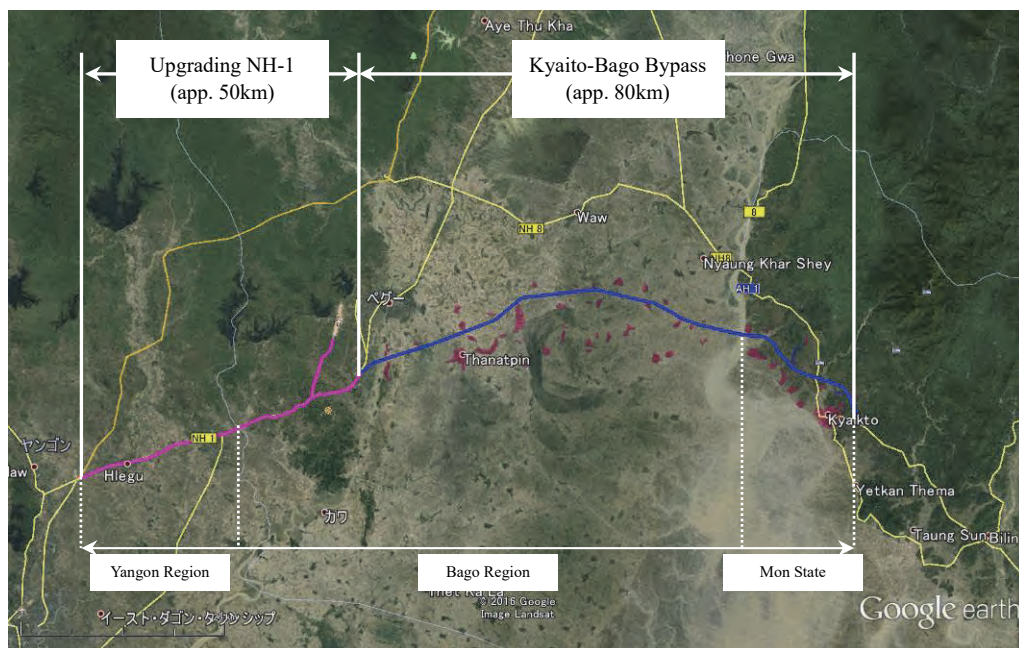 Aye Thu Kha
Upgrading NH-1
(app. 50km)
Kyaito-Bago Bypass
(app. 80km)
hone Gwa
Waw
8
NH 8
NH8
Nyaung Khar Shey
AH 1
ペグー
Thanatpin
Kyaikto
NH 1
ヤンゴン
law
Hlegu
Yetkan Thema
カワ
Taung Sun
Bilin
Yangon Region
Bago Region
Mon State
© 2016 Google
Image Landsat
Google earth
イースト・ダゴン・タウンシップ